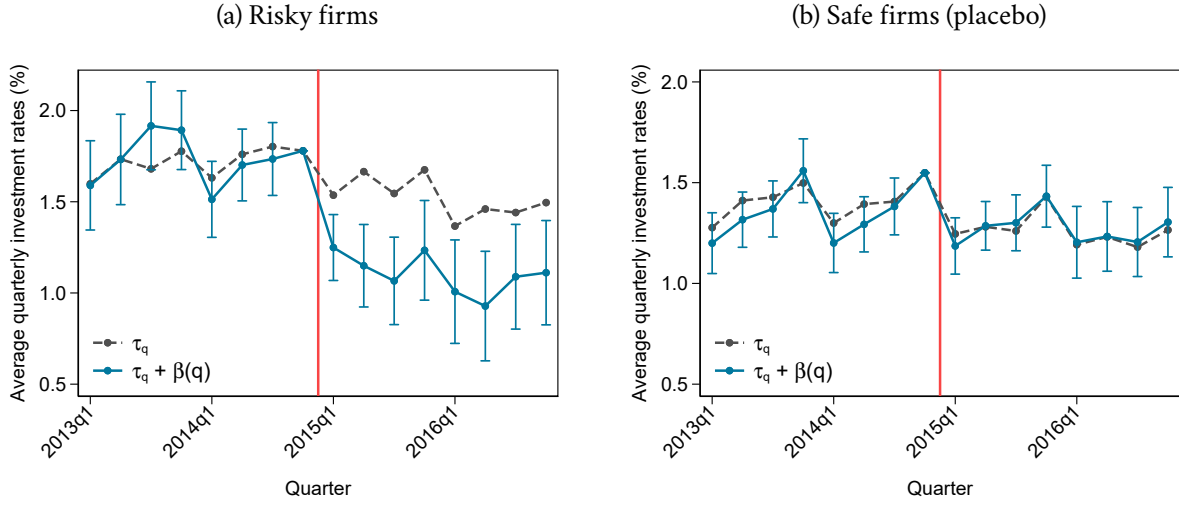 (a) Risky firms
Average quarterly investment rates (%)
2.0
1.5
1.0
0.5
τq
τq + β(q)
2013q1
2014q1
2015q1
2016q1
Quarter
(b) Safe firms (placebo)
Average quarterly investment rates (%)
2.0
1.5
1.0
0.5
τq
τq + β(q)
2013q1
2014q1
2015q1
2016q1
Quarter